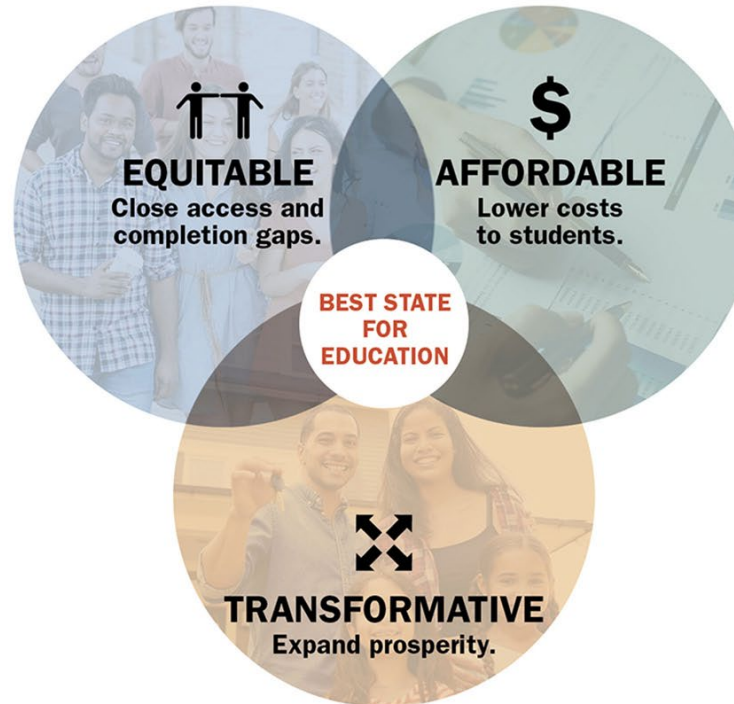 EQUITABLE
Close access and
completion gaps.
$
AFFORDABLE
Lower costs
to students.
BEST STATE
FOR
EDUCATION
TRANSFORMATIVE
Expand prosperity.